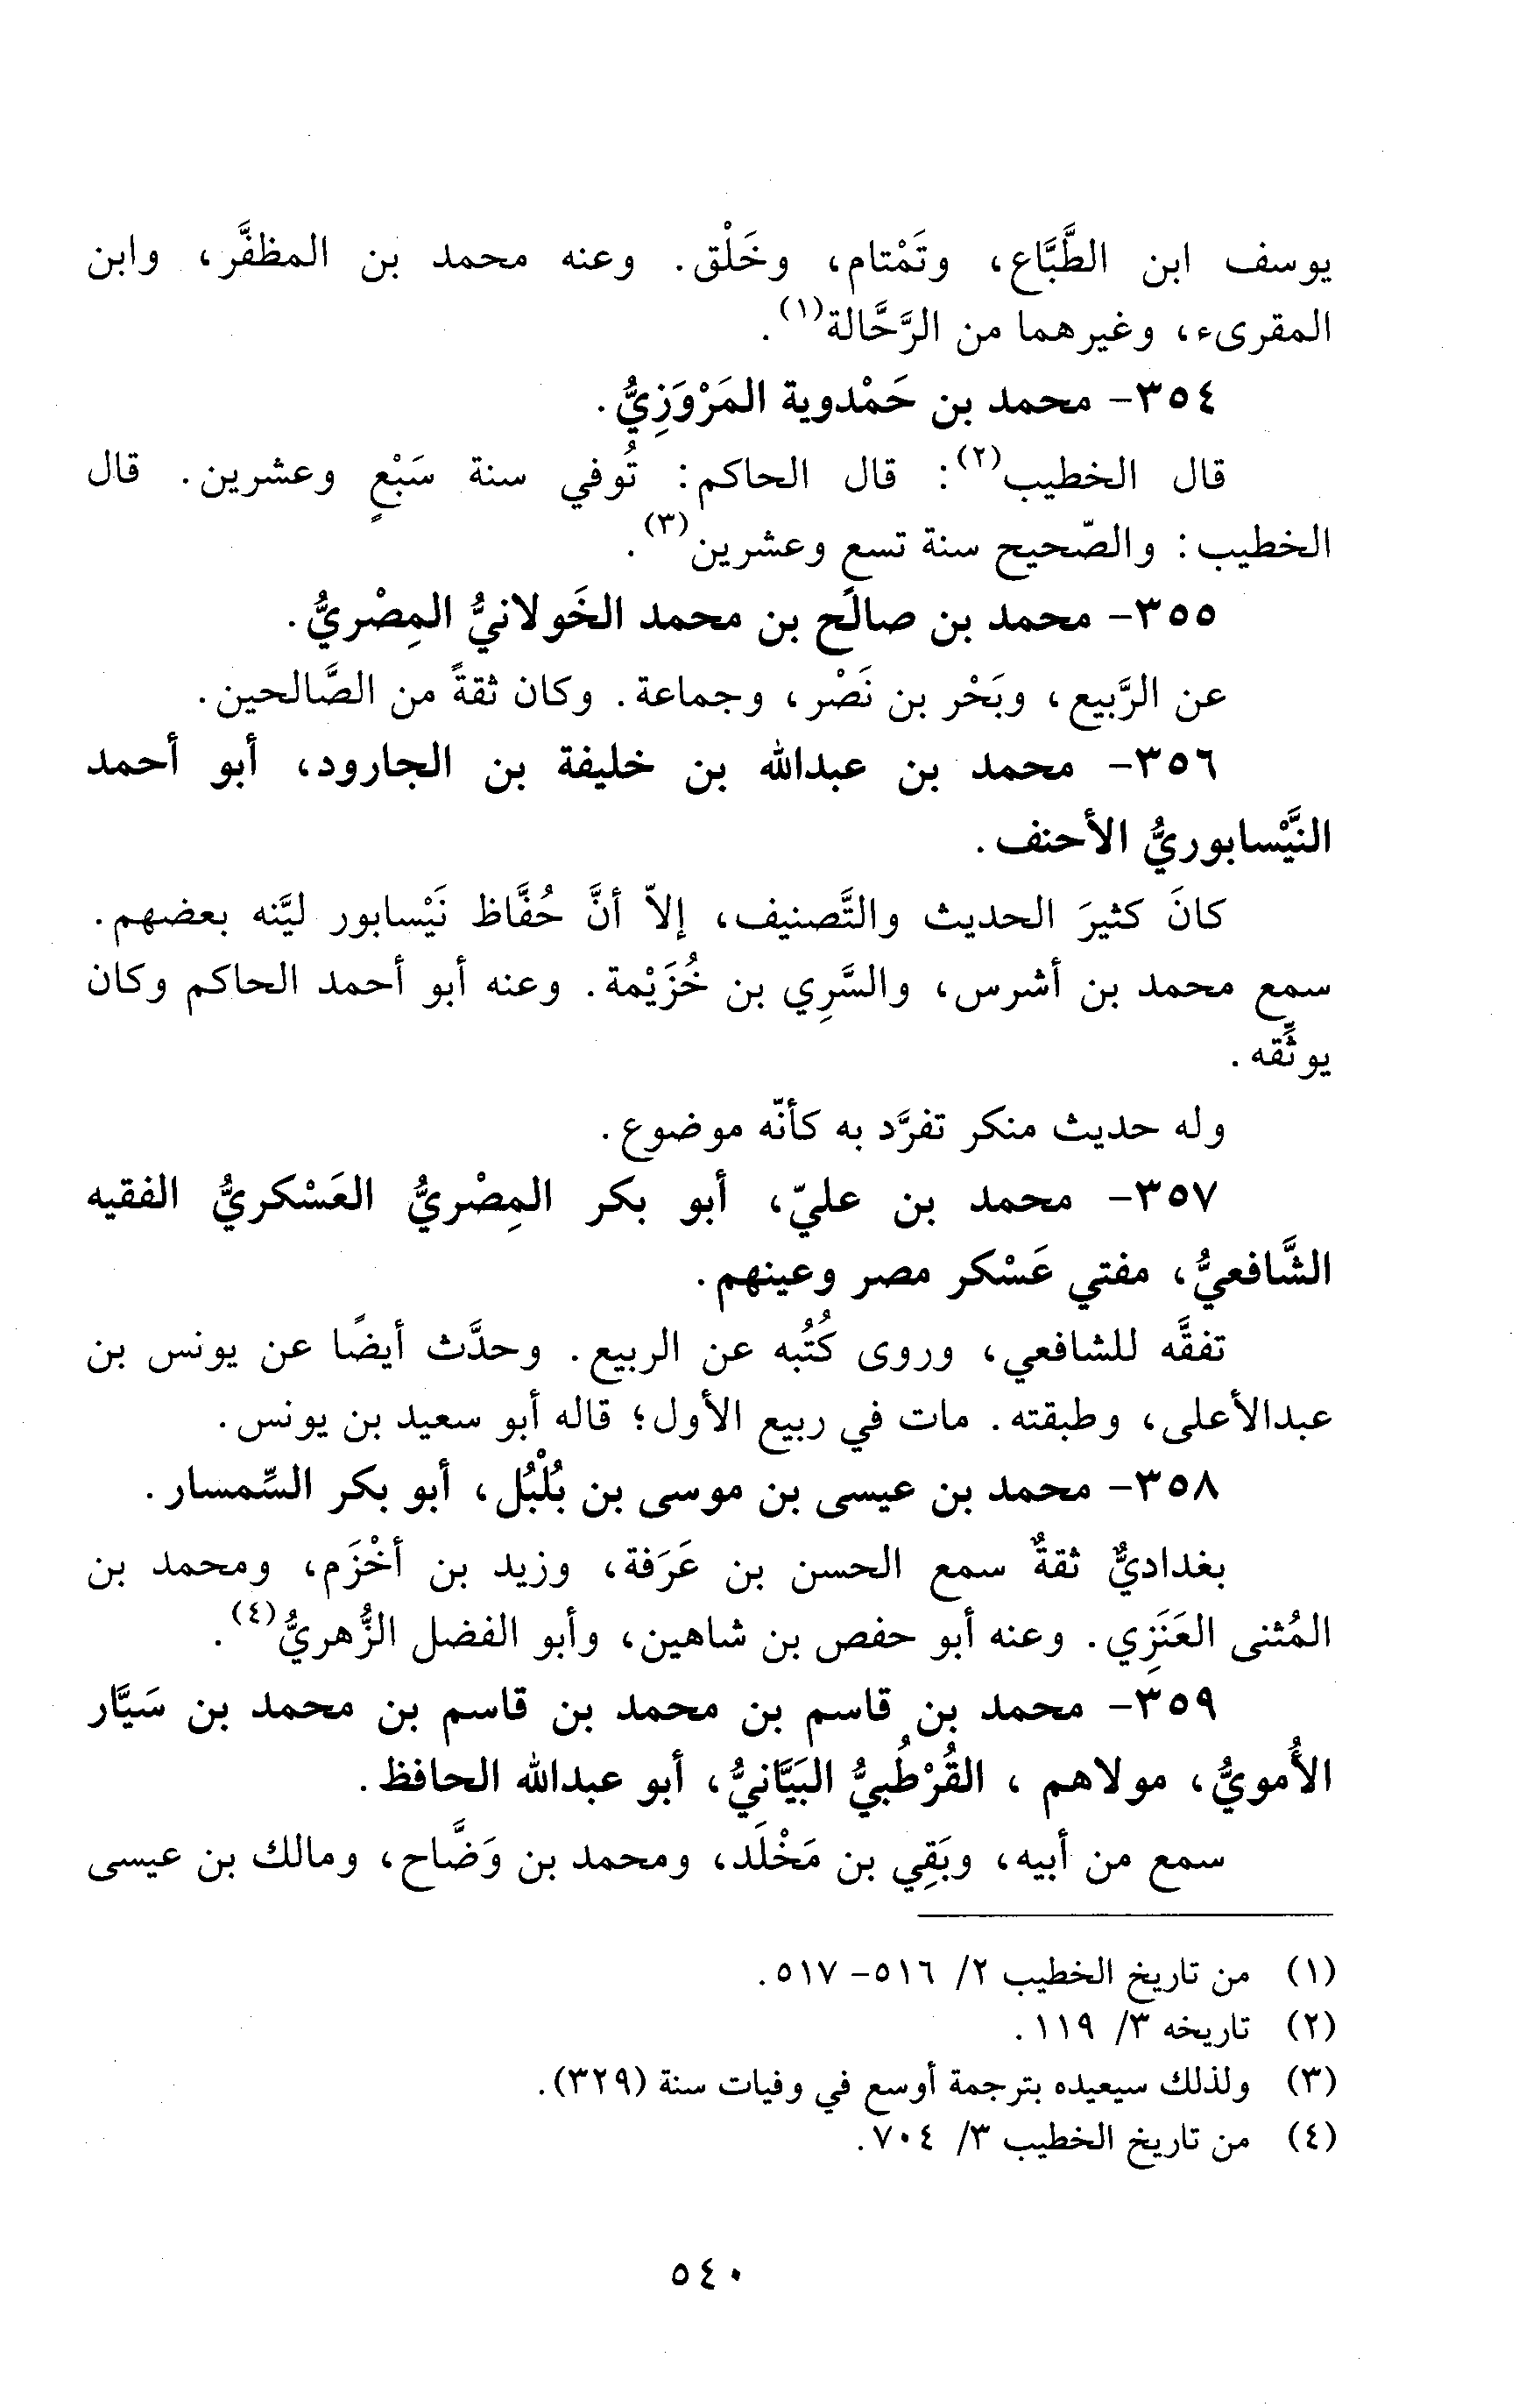 يوسف ابن الطَّبَّاع، وتَمْتام، وخَلْق. وعنه محمد بن المظفَّر، وابن
المقرىء، وغيرهما من الرَّحَّالة(١).
٣٥٤- محمد بن حَمْدوية المَرْوَزِيُّ.
قال الخطيب(٢): قال الحاكم: تُوفي سنة سَبْعٍ وعشرين. قال
الخطيب: والصّحيح سنة تسع وعشرين(٣).
٣٥٥- محمد بن صالح بن محمد الخَولانيُّ المِصْريُّ.
عن الرَّبيع، وبَحْر بن نَصْر، وجماعة. وكان ثقةً من الصَّالحين.
٣٥٦- محمد بن عبدالله بن خليفة بن الجارود، أبو أحمد
النَّيْسابوريُّ الأحنف.
كانَ كثيرَ الحديث والتَّصنيف، إلاّ أنَّ حُفَّاظ نَيْسابور ليَّنه بعضهم.
سمع محمد بن أشرس، والسَّرِي بن خُزَيْمة. وعنه أبو أحمد الحاكم وكان
يوثِّقه.
وله حديث منكر تفرَّد به كأنّه موضوع.
٣٥٧- محمد بن عليّ، أبو بكر المِصْريُّ العَسْكريُّ الفقيه
الشَّافعيُّ، مفتي عَسْكر مصر وعينهم.
تفقَّه للشافعي، وروى كُتُبه عن الربيع. وحدَّث أيضًا عن يونس بن
عبدالأعلى، وطبقته. مات في ربيع الأول؛ قاله أبو سعيد بن يونس.
٣٥٨- محمد بن عيسى بن موسى بن بُلْبُل، أبو بكر السِّمسار.
بغداديٌّ ثقةٌ سمع الحسن بن عَرَفة، وزيد بن أخْزَم، ومحمد بن
المُثنى العَنَزِي. وعنه أبو حفص بن شاهين، وأبو الفضل الزُّهريُّ(٤).
٣٥٩- محمد بن قاسم بن محمد بن قاسم بن محمد بن سَيَّار
الأُمويُّ، مولاهم ، القُرْطُبيُّ البَيَّانيُّ، أبو عبدالله الحافظ.
سمع من أبيه، وبَقِي بن مَخْلَد، ومحمد بن وَضَّاح، ومالك بن عيسى
(١) من تاريخ الخطيب ٢/ ٥١٦- ٥١٧.
(٢) تاريخه ٣/ ١١٩.
(٣) ولذلك سيعيده بترجمة أوسع في وفيات سنة (٣٢٩).
(٤) من تاريخ الخطيب ٣/ ٧٠٤.
٥٤٠